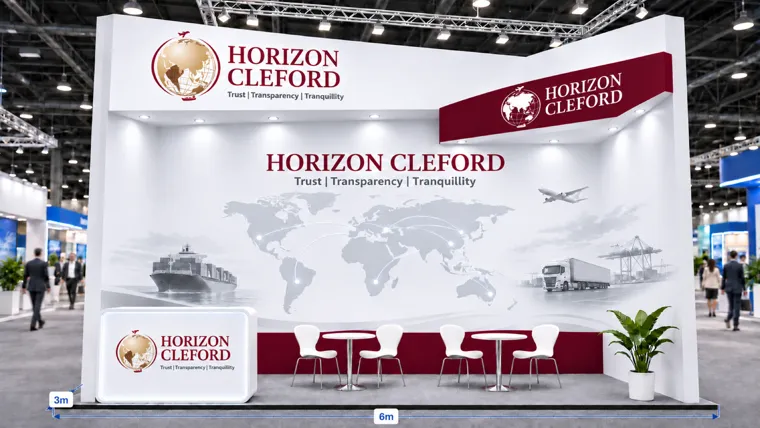 HORIZON
CLEFORD
Trust | Transparency | Tranquillity
HORIZON
CLEFORD
HORIZON CLEFORD
Trust | Transparency | Tranquillity
HORIZON
CLEFORD
Trust | Transparency | Tranquillity
3m
6m